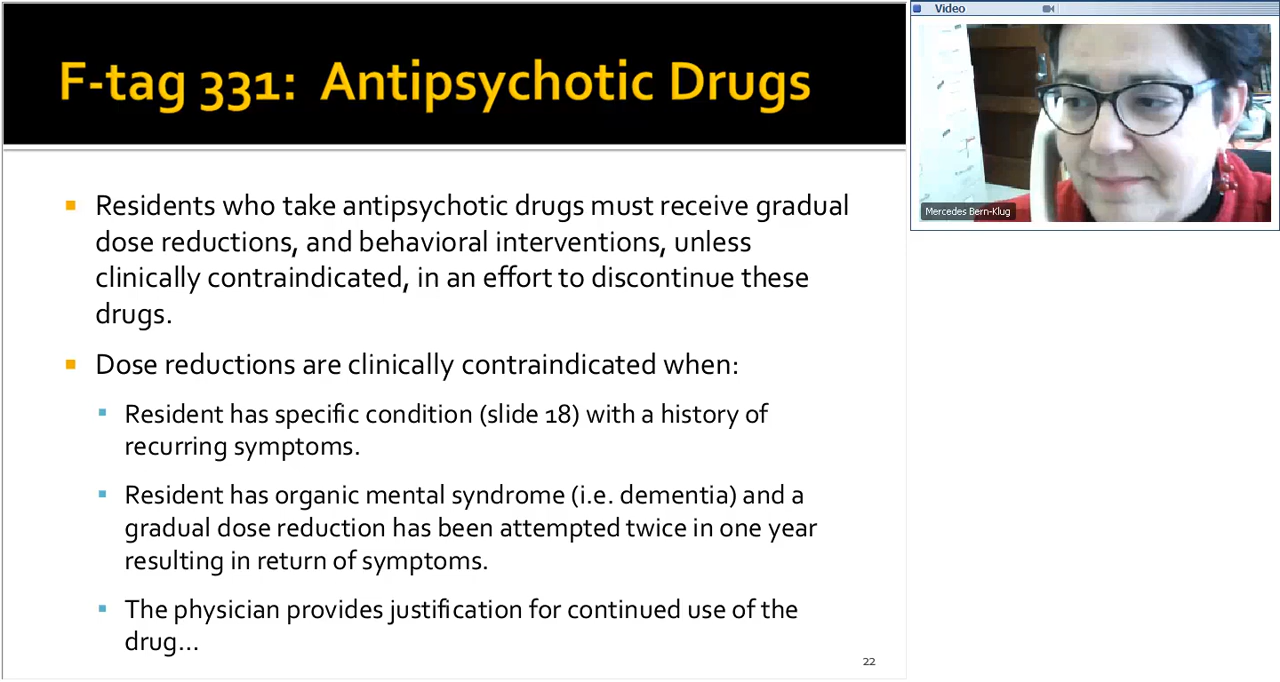 F-tag 331: Antipsychotic Drugs
Residents who take antipsychotic drugs must receive gradual
dose reductions, and behavioral interventions, unless
clinically contraindicated, in an effort to discontinue these
drugs.
Dose reductions are clinically contraindicated when:
Resident has specific condition (slide 18) with a history of
recurring symptoms.
Resident has organic mental syndrome (i.e. dementia) and a
gradual dose reduction has been attempted twice in one year
resulting in return of symptoms.
The physician provides justification for continued use of the
drug...
22
Video
Mercedes Bern-Klug